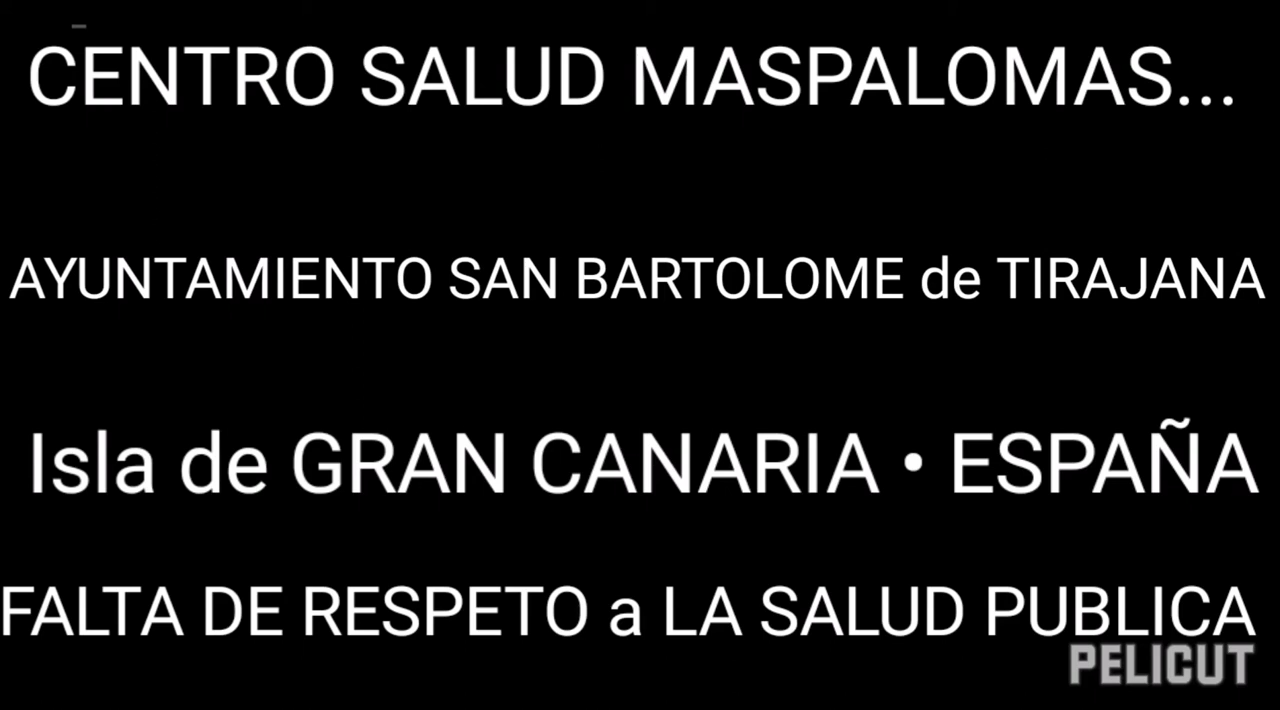 CENTRO SALUD MASPALOMAS...
AYUNTAMIENTO SAN BARTOLOME de TIRAJANA
Isla de GRAN CANARIA • ESPAÑA
FALTA DE RESPETO a LA SALUD PUBLICA
PELICUT